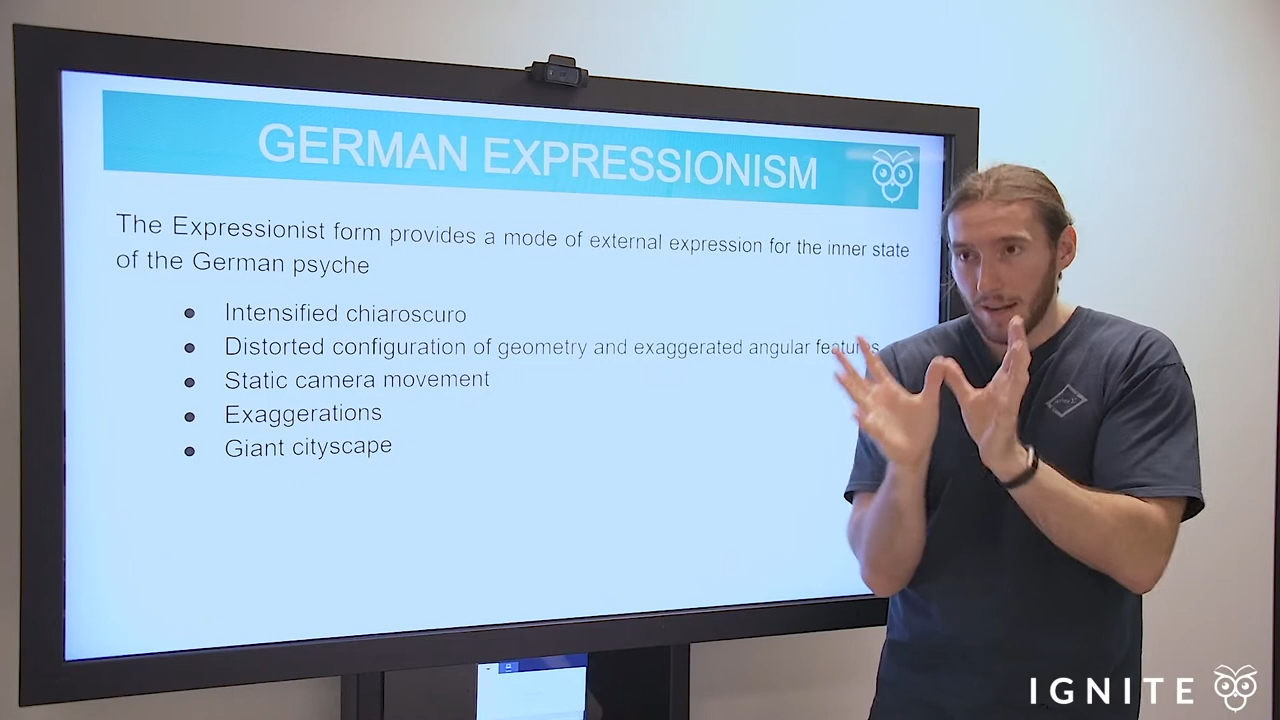 GERMAN EXPRESSIONISM
The Expressionist form provides a mode of external expression for the inner state
of the German psyche
● Intensified chiaroscuro
● Distorted configuration of geometry and exaggerated angular features
● Static camera movement
● Exaggerations
● Giant cityscape
IGNITE